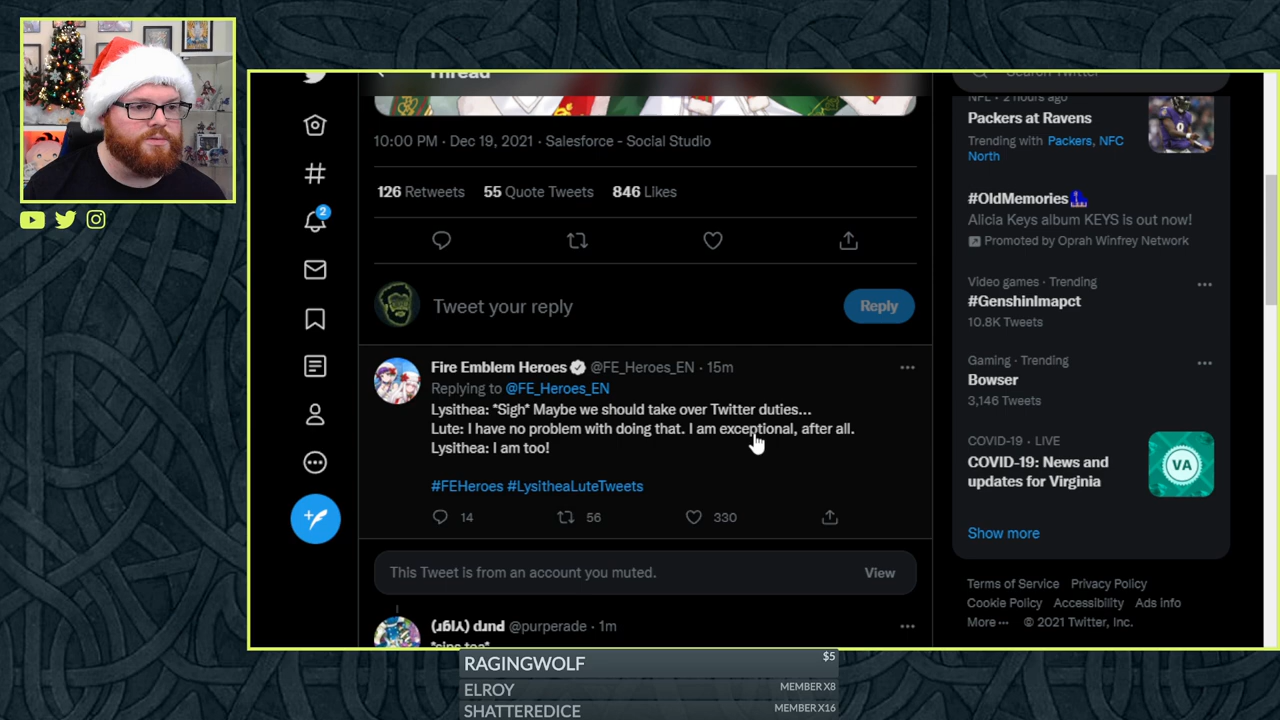 Thread
Search Twitter
10:00 PM · Dec 19, 2021 · Salesforce - Social Studio
126 Retweets 55 Quote Tweets 846 Likes
Tweet your reply
Reply
Fire Emblem Heroes @FE_Heroes_EN · 15m
Replying to @FE_Heroes_EN
Lysithea: *Sigh* Maybe we should take over Twitter duties...
Lute: I have no problem with doing that. I am exceptional, after all.
Lysithea: I am too!
#FEHeroes #LysitheaLuteTweets
14 56 330
This Tweet is from an account you muted.
View
@purperade · 1m
*sips tea*
2
NFL · 2 hours ago
Packers at Ravens
Trending with Packers, NFC
North
#OldMemories
Alicia Keys album KEYS is out now!
Promoted by Oprah Winfrey Network
Video games · Trending
#GenshinImapct
10.8K Tweets
Gaming · Trending
Bowser
3,146 Tweets
COVID-19 · LIVE
COVID-19: News and
updates for Virginia
VA
Show more
Terms of Service Privacy Policy
Cookie Policy Accessibility Ads info
More ··· © 2021 Twitter, Inc.
RAGINGWOLF $5
ELROY MEMBER X8
SHATTEREDICE MEMBER X16